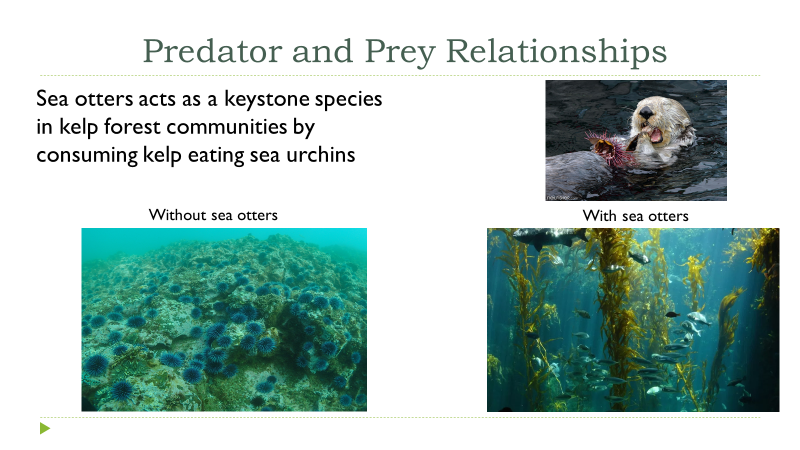 Predator and Prey Relationships
Sea otters acts as a keystone species
in kelp forest communities by
consuming kelp eating sea urchins
Without sea otters
With sea otters